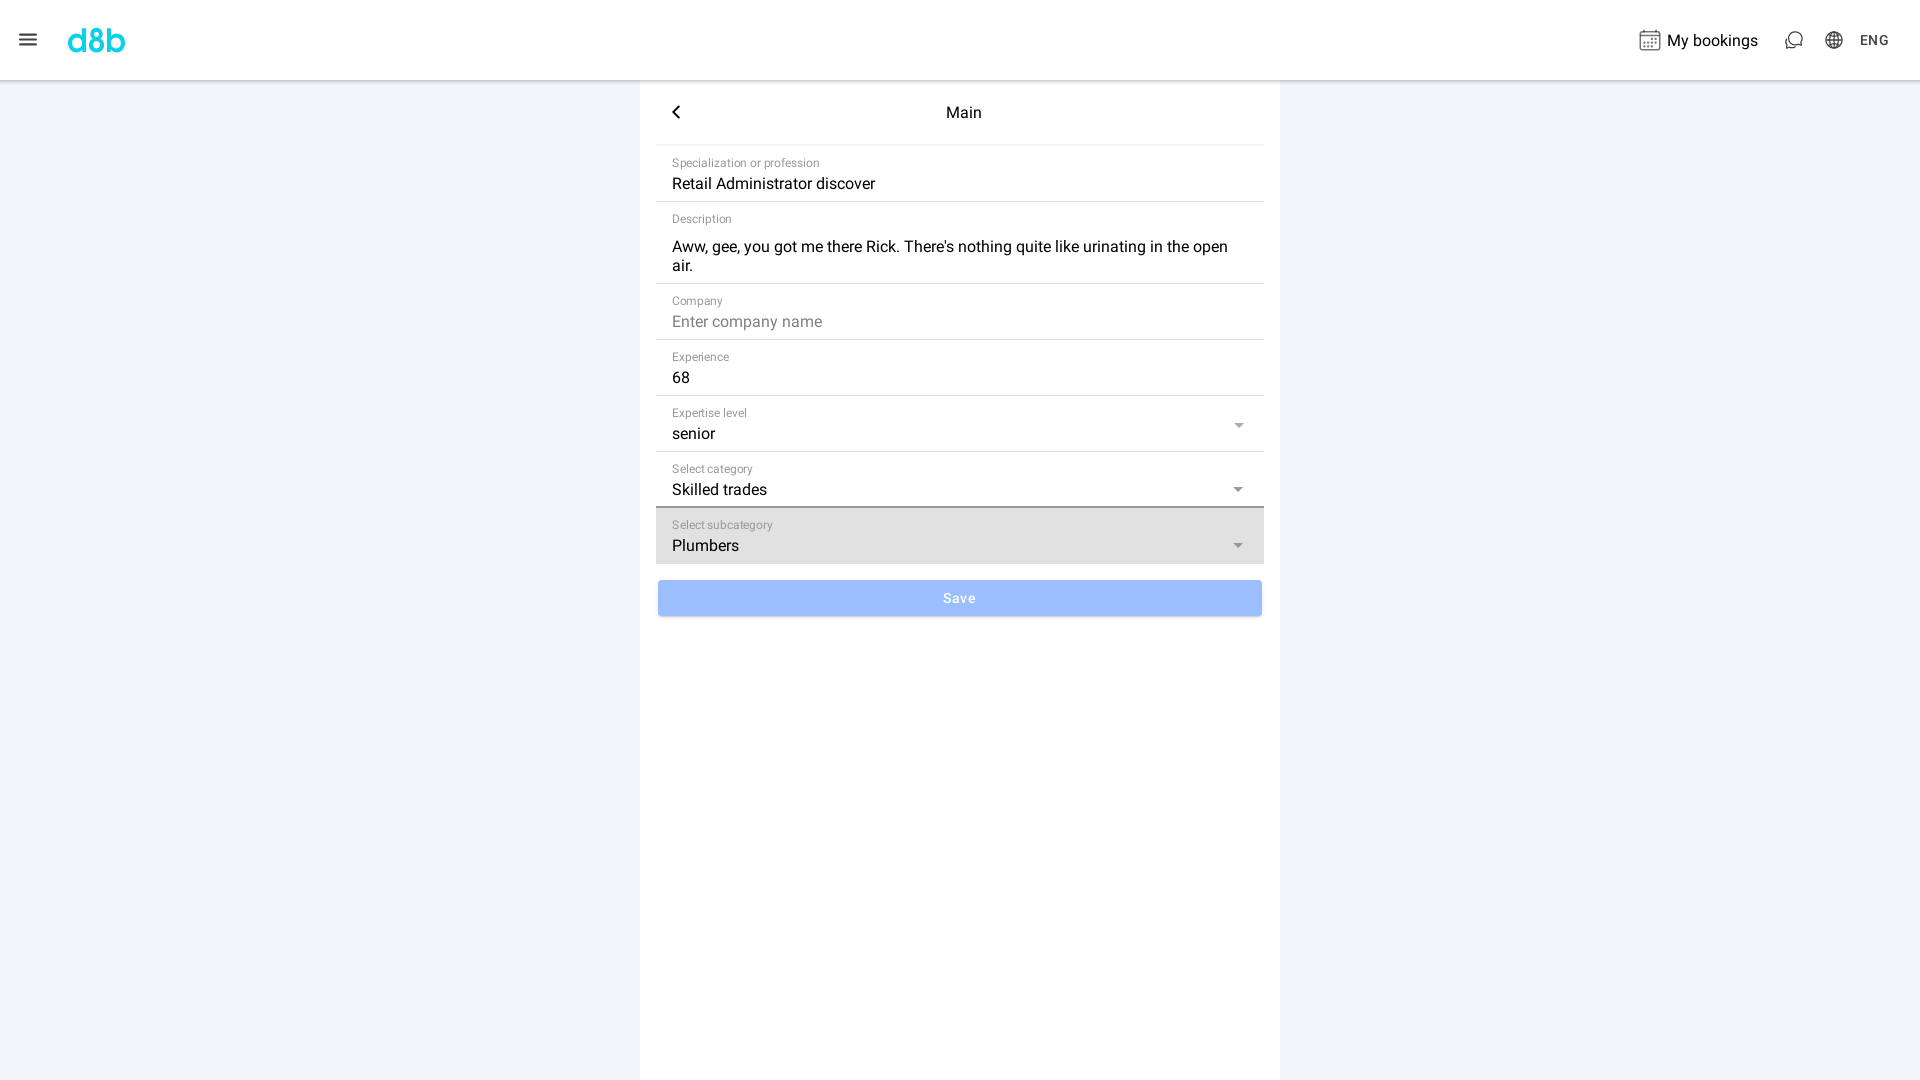 d8b
My bookings
ENG
Main
Specialization or profession
Retail Administrator discover
Description
Aww, gee, you got me there Rick. There's nothing quite like urinating in the open
air.
Company
Enter company name
Experience
68
Expertise level
senior
Select category
Skilled trades
Select subcategory
Plumbers
Save